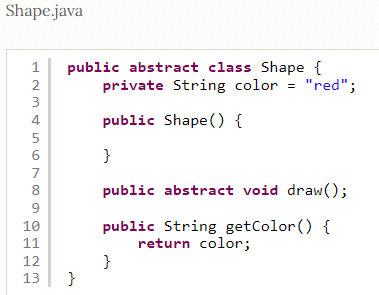 Shape.java
1 public abstract class Shape {
2     private String color = "red";
3
4     public Shape() {
5
6     }
7
8     public abstract void draw();
9
10     public String getColor() {
11         return color;
12     }
13 }